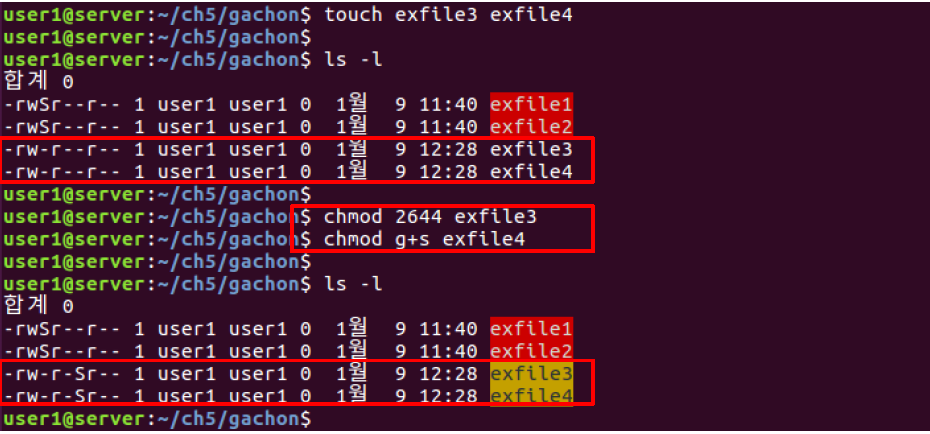 user1@server:~/ch5/gachon$ touch exfile3 exfile4
user1@server:~/ch5/gachon$
user1@server:~/ch5/gachon$ ls -l
합계 0
-rwSr--r-- 1 user1 user1 0  1월  9 11:40 exfile1
-rwSr--r-- 1 user1 user1 0  1월  9 11:40 exfile2
-rw-r--r-- 1 user1 user1 0  1월  9 12:28 exfile3
-rw-r--r-- 1 user1 user1 0  1월  9 12:28 exfile4
user1@server:~/ch5/gachon$
user1@server:~/ch5/gachon$ chmod 2644 exfile3
user1@server:~/ch5/gachon$ chmod g+s exfile4
user1@server:~/ch5/gachon$
user1@server:~/ch5/gachon$ ls -l
합계 0
-rwSr--r-- 1 user1 user1 0  1월  9 11:40 exfile1
-rwSr--r-- 1 user1 user1 0  1월  9 11:40 exfile2
-rw-r-Sr-- 1 user1 user1 0  1월  9 12:28 exfile3
-rw-r-Sr-- 1 user1 user1 0  1월  9 12:28 exfile4
user1@server:~/ch5/gachon$